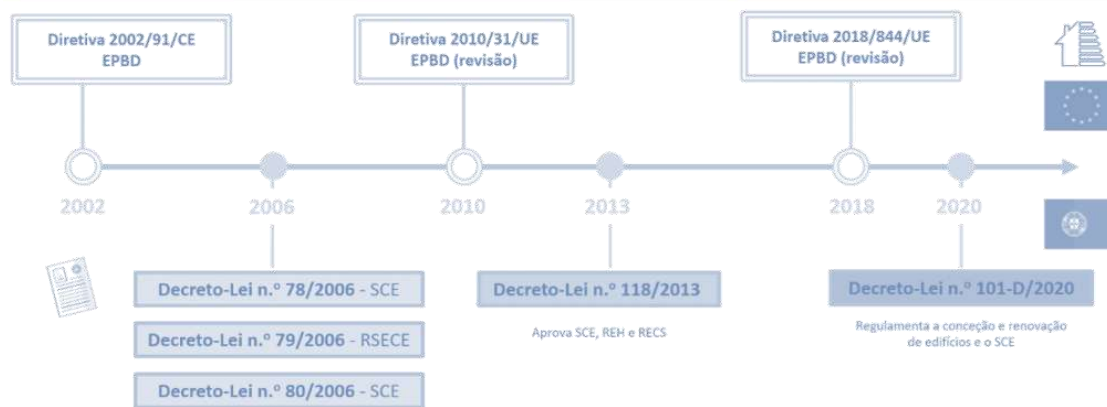 Diretiva 2002/91/CE
EPBD
Diretiva 2010/31/UE
EPBD (revisão)
Diretiva 2018/844/UE
EPBD (revisão)
2002
2006
2010
2013
2018
2020
Decreto-Lei n.º 78/2006 - SCE
Decreto-Lei n.º 79/2006 - RSECE
Decreto-Lei n.º 80/2006 - SCE
Decreto-Lei n.º 118/2013
Aprova SCE, REH e RECS
Decreto-Lei n.º 101-D/2020
Regulamenta a conceção e renovação
de edifícios e o SCE